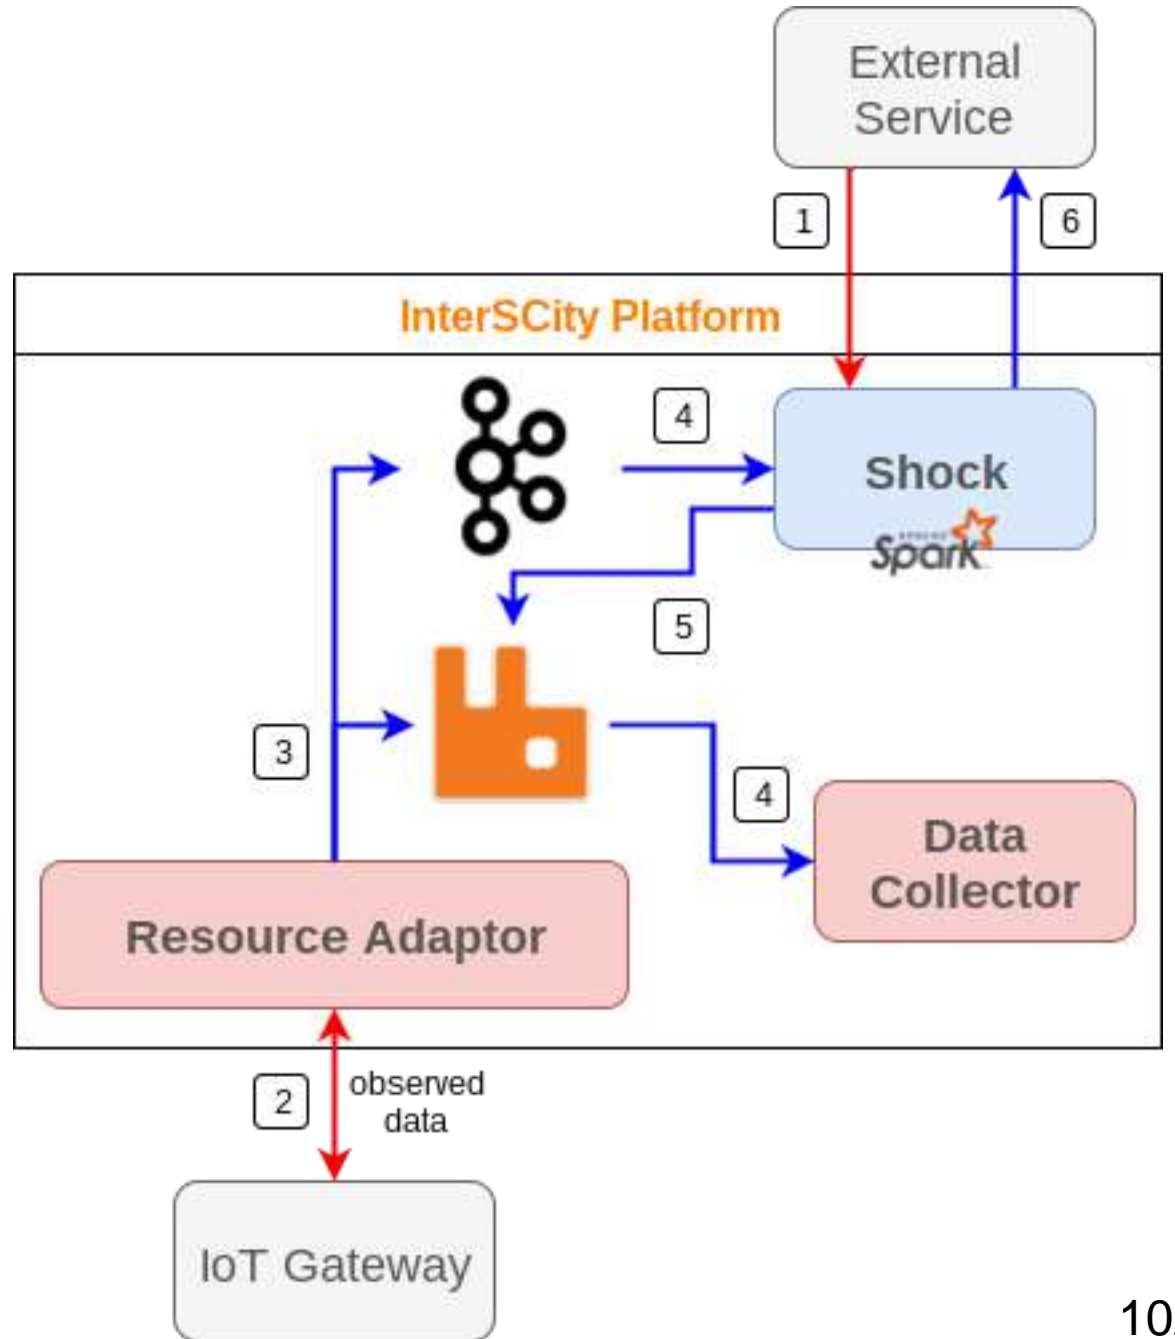 External
Service
1
6
InterSCity Platform
4
Shock
APACHE
Spark
5
3
4
Data
Collector
Resource Adaptor
2
observed
data
IoT Gateway
10